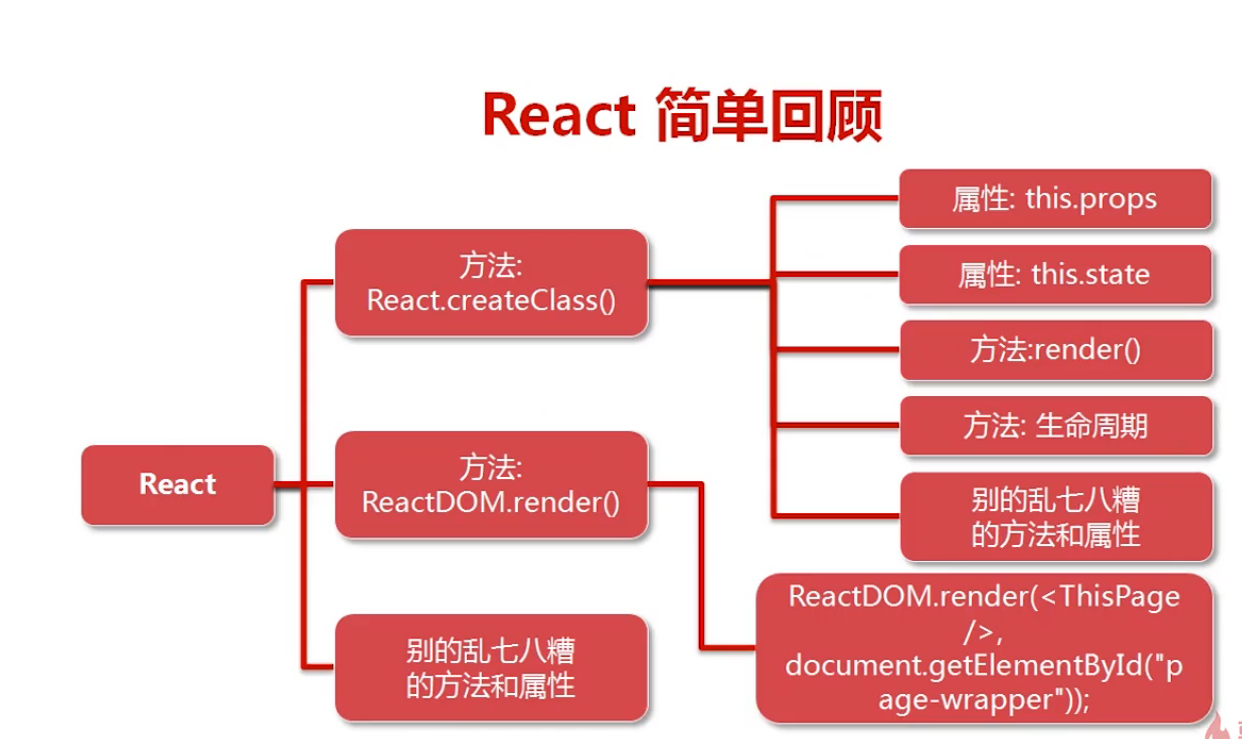 React 简单回顾
属性: this.props
方法:
React.createClass()
属性: this.state
方法:render()
方法: 生命周期
React
方法:
ReactDOM.render()
别的乱七八糟
的方法和属性
ReactDOM.render(<ThisPage
/>,
document.getElementById("p
age-wrapper"));
别的乱七八糟
的方法和属性